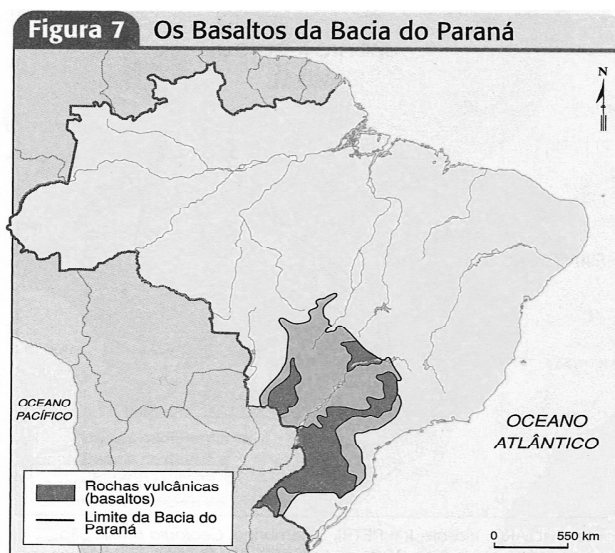 Figura 7
Os Basaltos da Bacia do Paraná
N
OCEANO
PACÍFICO
OCEANO
ATLÂNTICO
Rochas vulcânicas
(basaltos)
Limite da Bacia do
Paraná
0 550 km